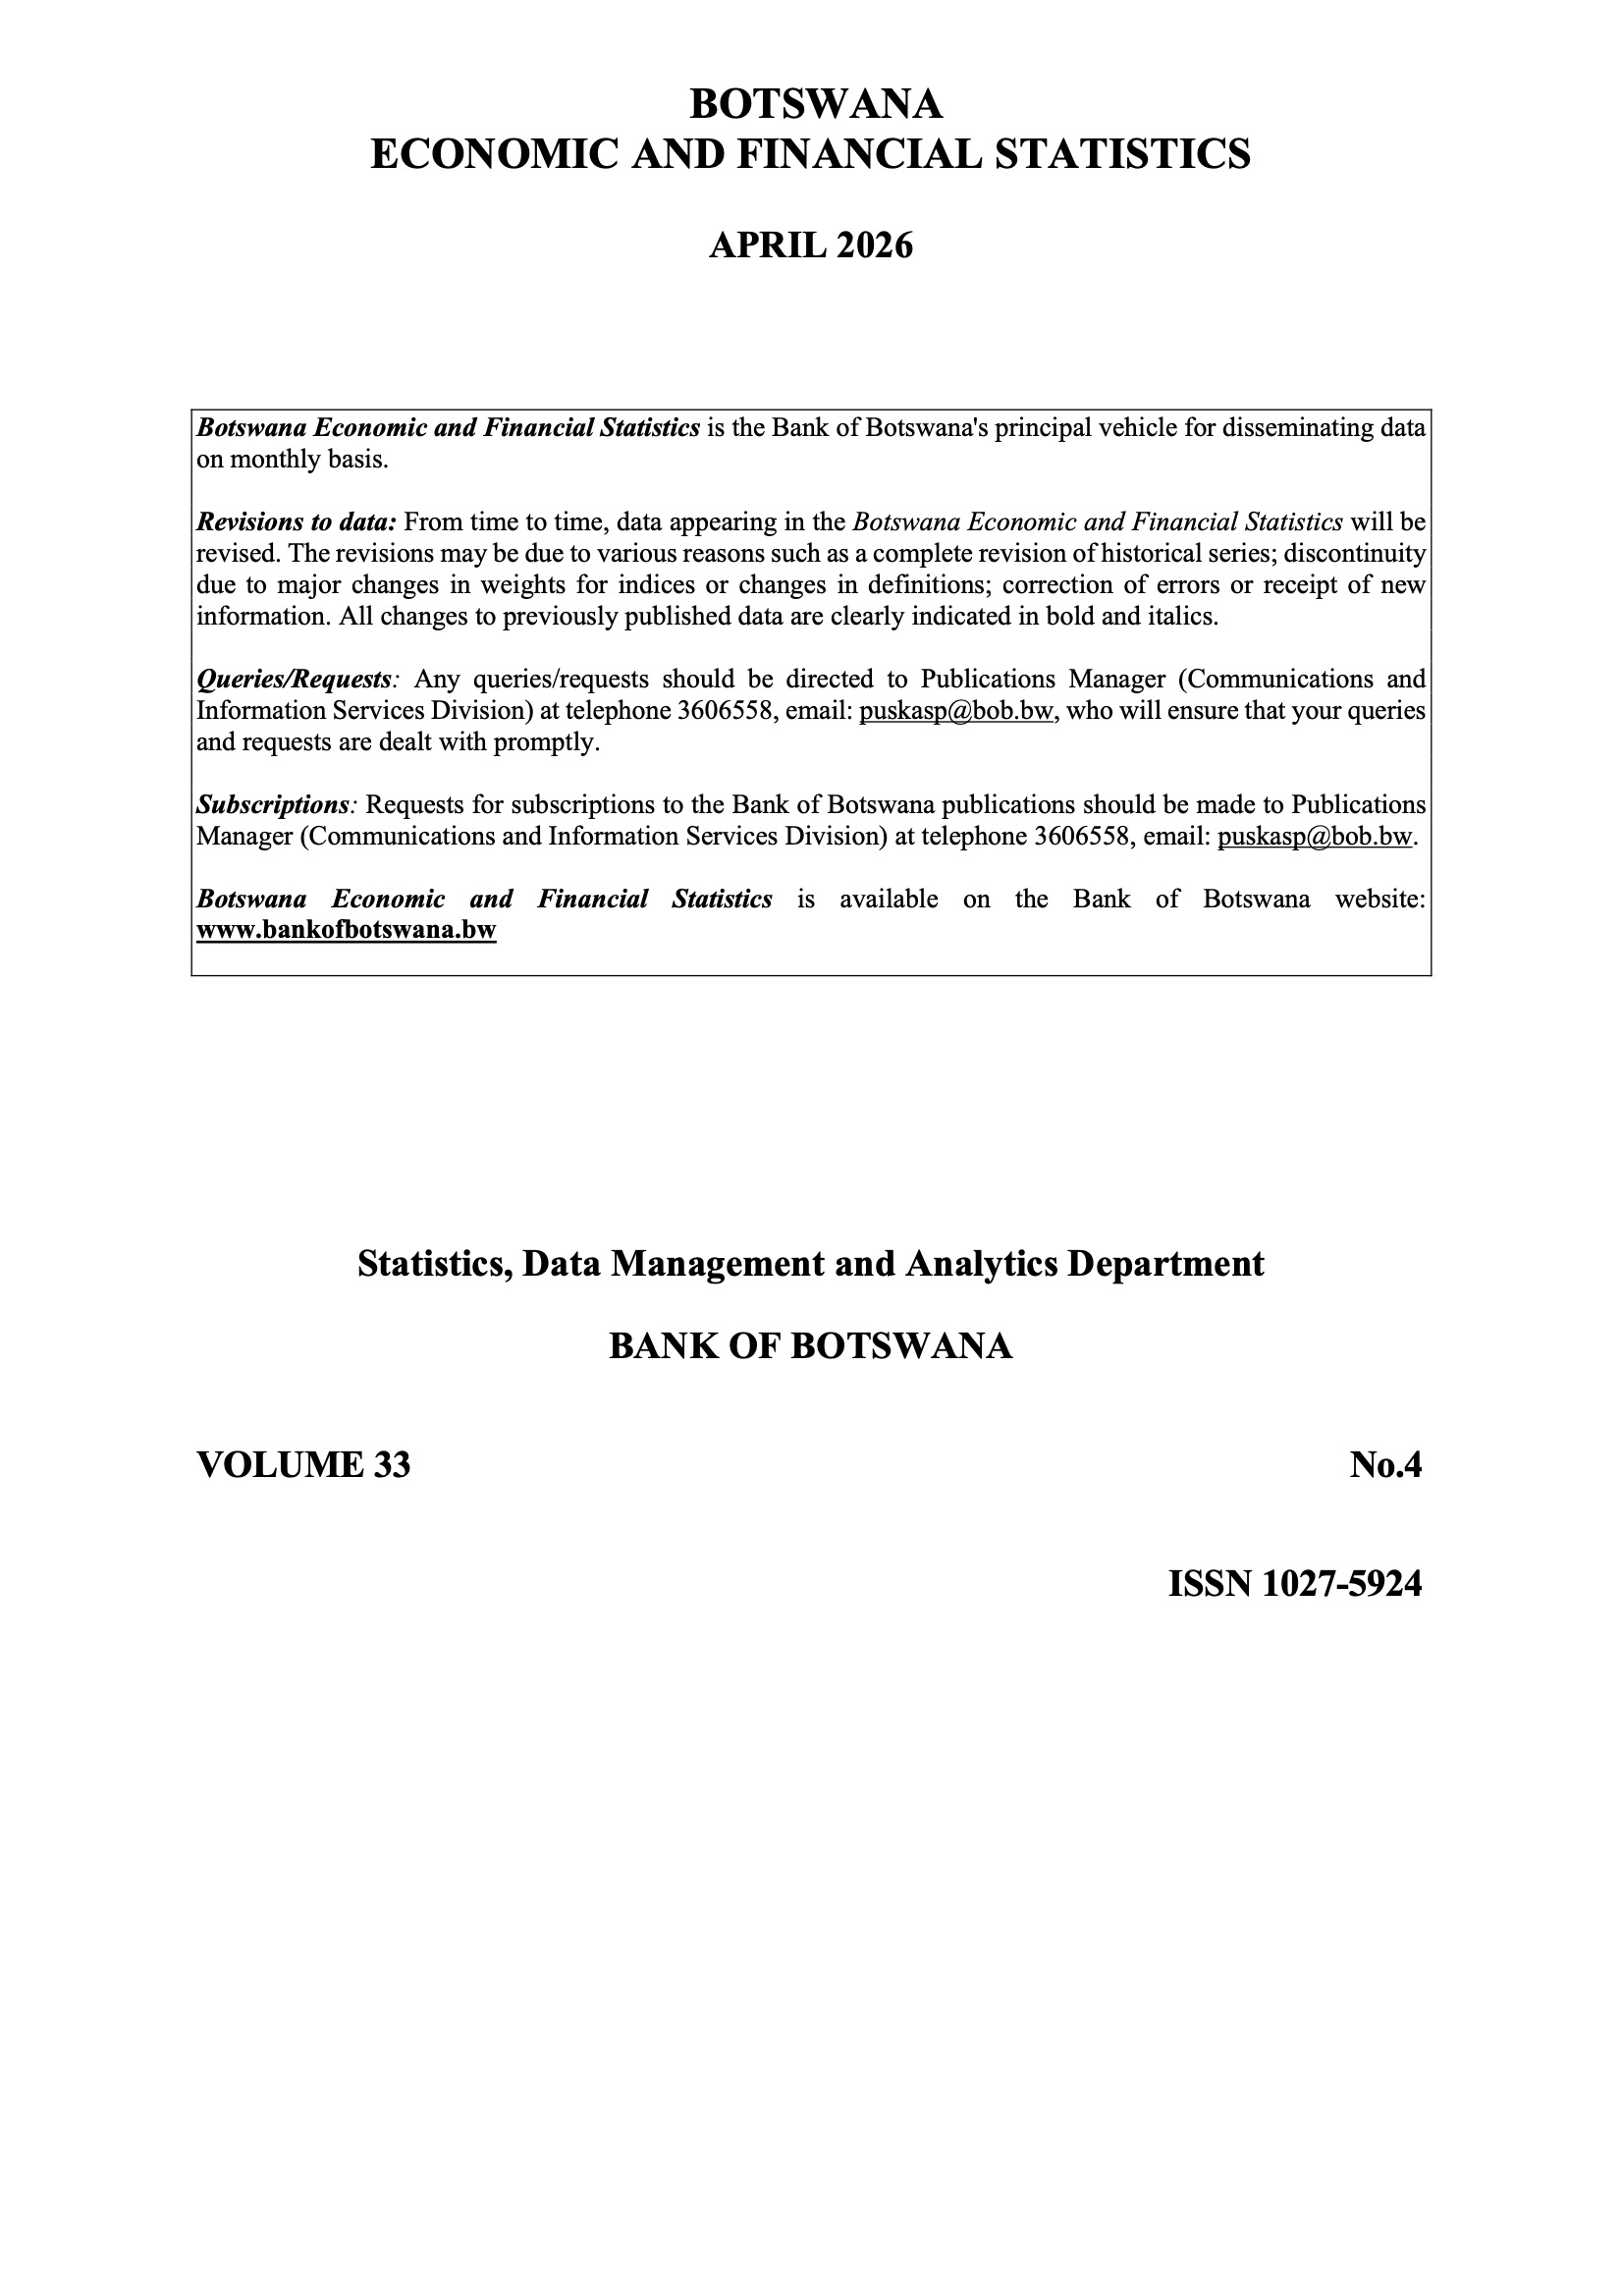 BOTSWANA
ECONOMIC AND FINANCIAL STATISTICS
APRIL 2026
Botswana Economic and Financial Statistics is the Bank of Botswana's principal vehicle for disseminating data
on monthly basis.
Revisions to data: From time to time, data appearing in the Botswana Economic and Financial Statistics will be
revised. The revisions may be due to various reasons such as a complete revision of historical series; discontinuity
due to major changes in weights for indices or changes in definitions; correction of errors or receipt of new
information. All changes to previously published data are clearly indicated in bold and italics.
Queries/Requests: Any queries/requests should be directed to Publications Manager (Communications and
Information Services Division) at telephone 3606558, email: puskasp@bob.bw, who will ensure that your queries
and requests are dealt with promptly.
Subscriptions: Requests for subscriptions to the Bank of Botswana publications should be made to Publications
Manager (Communications and Information Services Division) at telephone 3606558, email: puskasp@bob.bw.
Botswana Economic and Financial Statistics is available on the Bank of Botswana website:
www.bankofbotswana.bw
Statistics, Data Management and Analytics Department
BANK OF BOTSWANA
VOLUME 33 No.4
ISSN 1027-5924